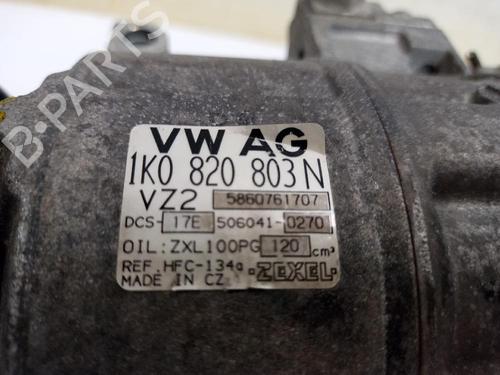 VW AG
1K0 820 803 N
VZ2 5860761707
DCS-17E 506041-0270
OIL: ZXL100PG 120 cm³
REF. HFC-134a ·ZEXEL·
MADE IN CZ
B-PARTS